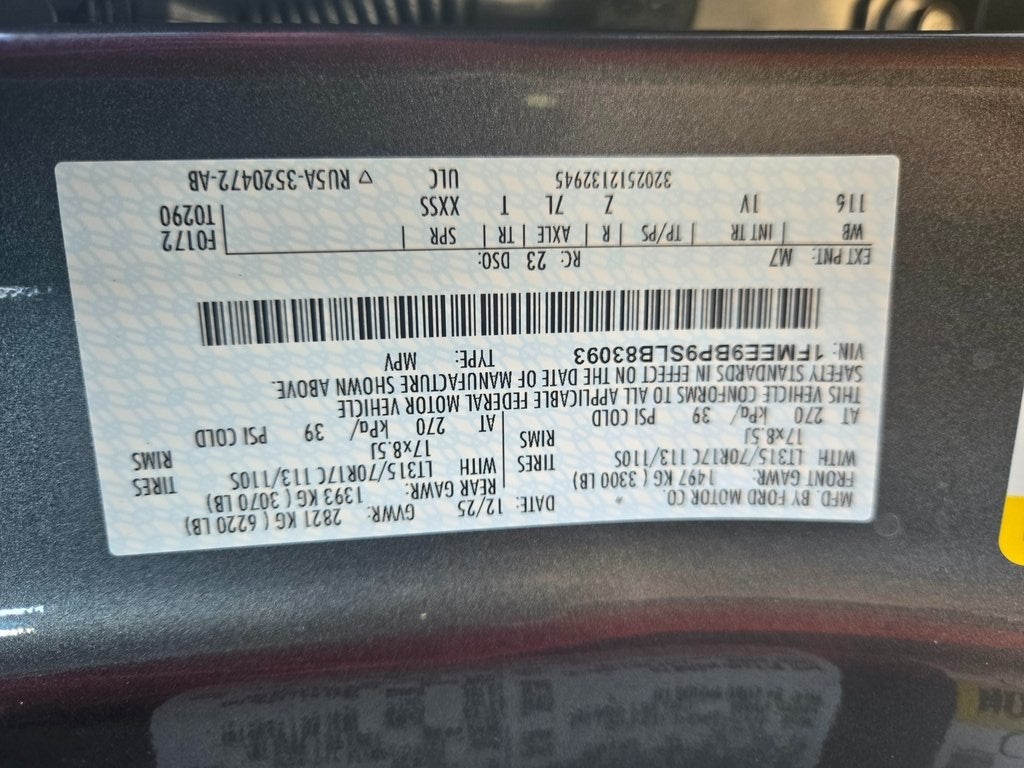 MFD. BY FORD MOTOR CO. *
DATE: 12/25 GVWR: 2821 KG ( 6220 LB)
FRONT GAWR: 1497 KG ( 3300 LB)
REAR GAWR: 1393 KG ( 3070 LB)
WITH LT315/70R17C 113/110S TIRES
WITH LT315/70R17C 113/110S TIRES
17x8.5J RIMS
17x8.5J RIMS
AT 270 kPa/ 39 PSI COLD
AT 270 kPa/ 39 PSI COLD
THIS VEHICLE CONFORMS TO ALL APPLICABLE FEDERAL MOTOR VEHICLE
SAFETY STANDARDS IN EFFECT ON THE DATE OF MANUFACTURE SHOWN ABOVE.
VIN: 1FMEE9BP9SLB83093 TYPE: MPV
EXT PNT: M7 RC: 23 DSO:
WB | INT TR | TP/PS | R | AXLE | TR | SPR | F0172
T0290
116 1V Z 7L T XXSS
320251213294​5 ULC ▽ RU5A-3520472-AB